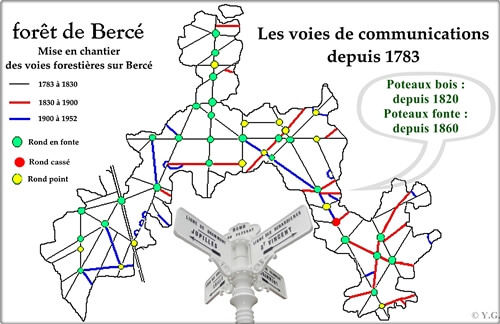 forêt de Bercé
Mise en chantier
des voies forestières sur Bercé
1783 à 1830
1830 à 1900
1900 à 1952
Rond en fonte
Rond cassé
Rond point
Les voies de communications
depuis 1783
Poteaux bois :
depuis 1820
Poteaux fonte :
depuis 1860
JUPILLES
ST VINCENT
© Y.G.